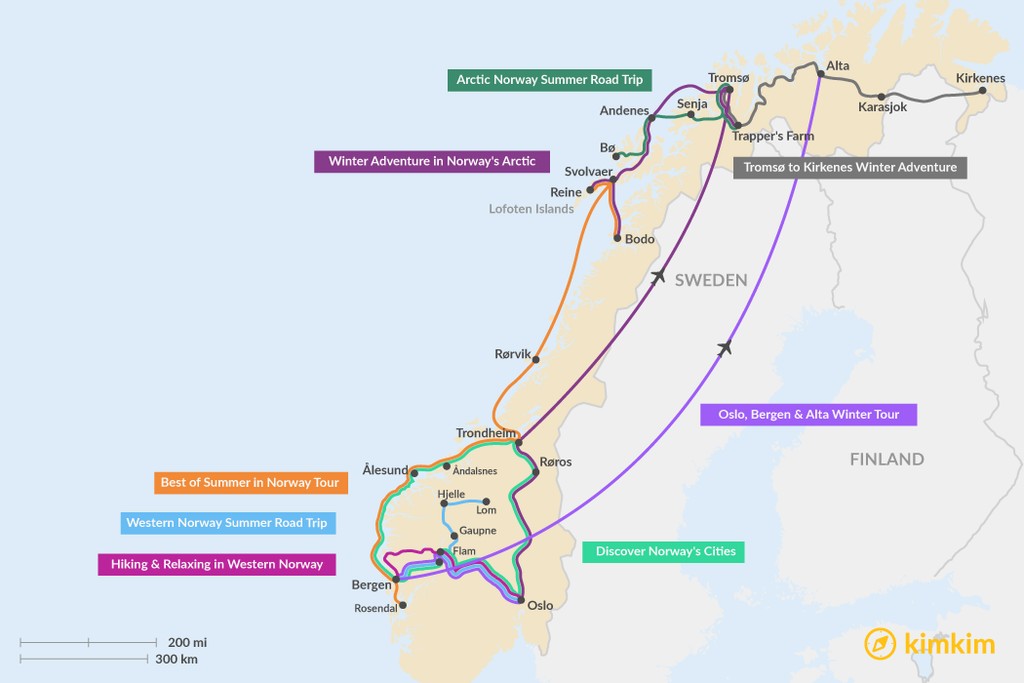 Alta
Tromsø
Kirkenes
Arctic Norway Summer Road Trip
Senja
Karasjok
Andenes
Trapper's Farm
Bø
Winter Adventure in Norway's Arctic
Tromsø to Kirkenes Winter Adventure
Svolvaer
Reine
Lofoten Islands
Bodo
SWEDEN
Rørvik
Oslo, Bergen & Alta Winter Tour
Trondheim
FINLAND
Røros
Ålesund
Åndalsnes
Best of Summer in Norway Tour
Hjelle
Lom
Western Norway Summer Road Trip
Gaupne
Flam
Discover Norway's Cities
Hiking & Relaxing in Western Norway
Bergen
Rosendal
Oslo
200 mi
300 km
kimkim